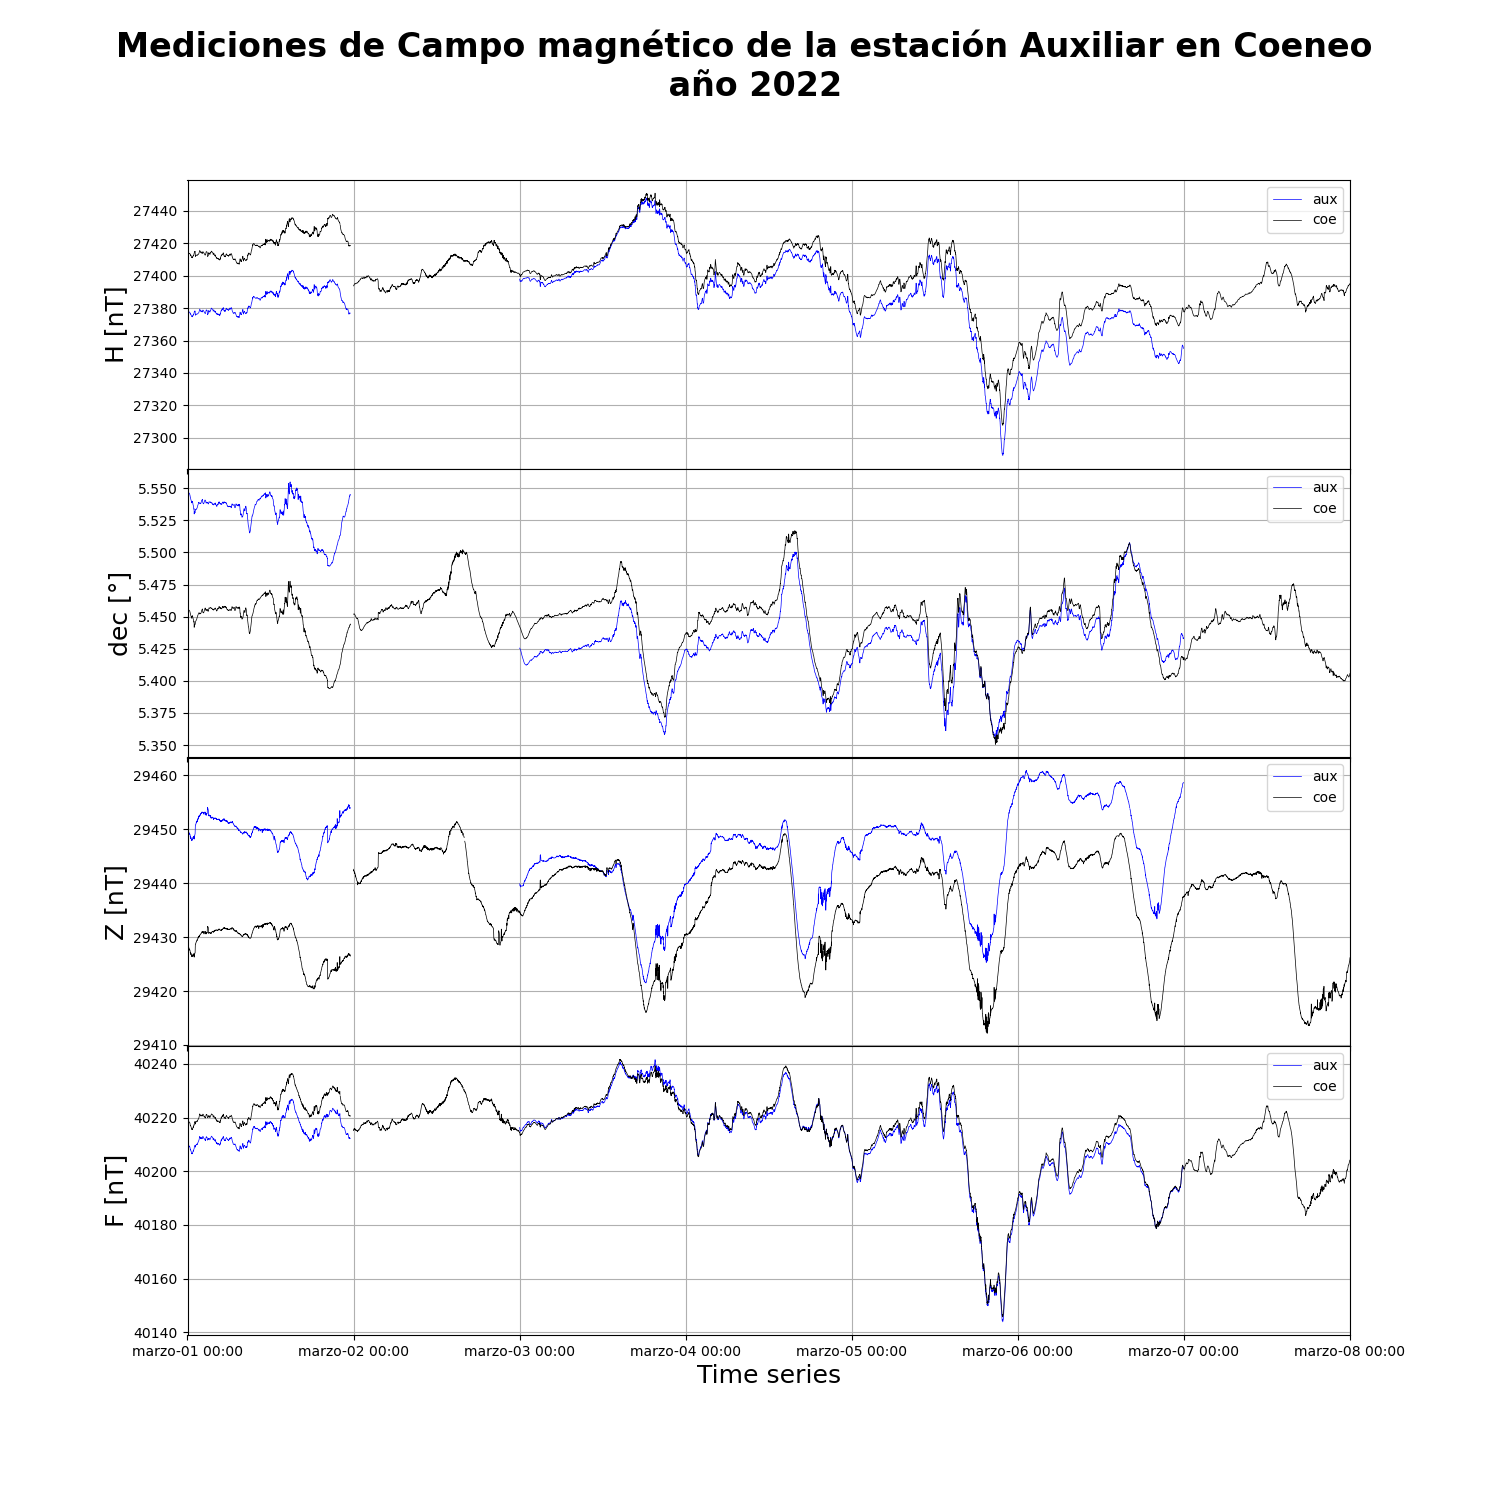 Mediciones de Campo magnético de la estación Auxiliar en Coeneo
año 2022
H [nT]
27440
27420
27400
27380
27360
27340
27320
27300
aux
coe
dec [°]
5.550
5.525
5.500
5.475
5.450
5.425
5.400
5.375
5.350
aux
coe
Z [nT]
29460
29450
29440
29430
29420
29410
aux
coe
F [nT]
40240
40220
40200
40180
40160
40140
aux
coe
marzo-01 00:00 marzo-02 00:00 marzo-03 00:00 marzo-04 00:00 marzo-05 00:00 marzo-06 00:00 marzo-07 00:00 marzo-08 00:00
Time series